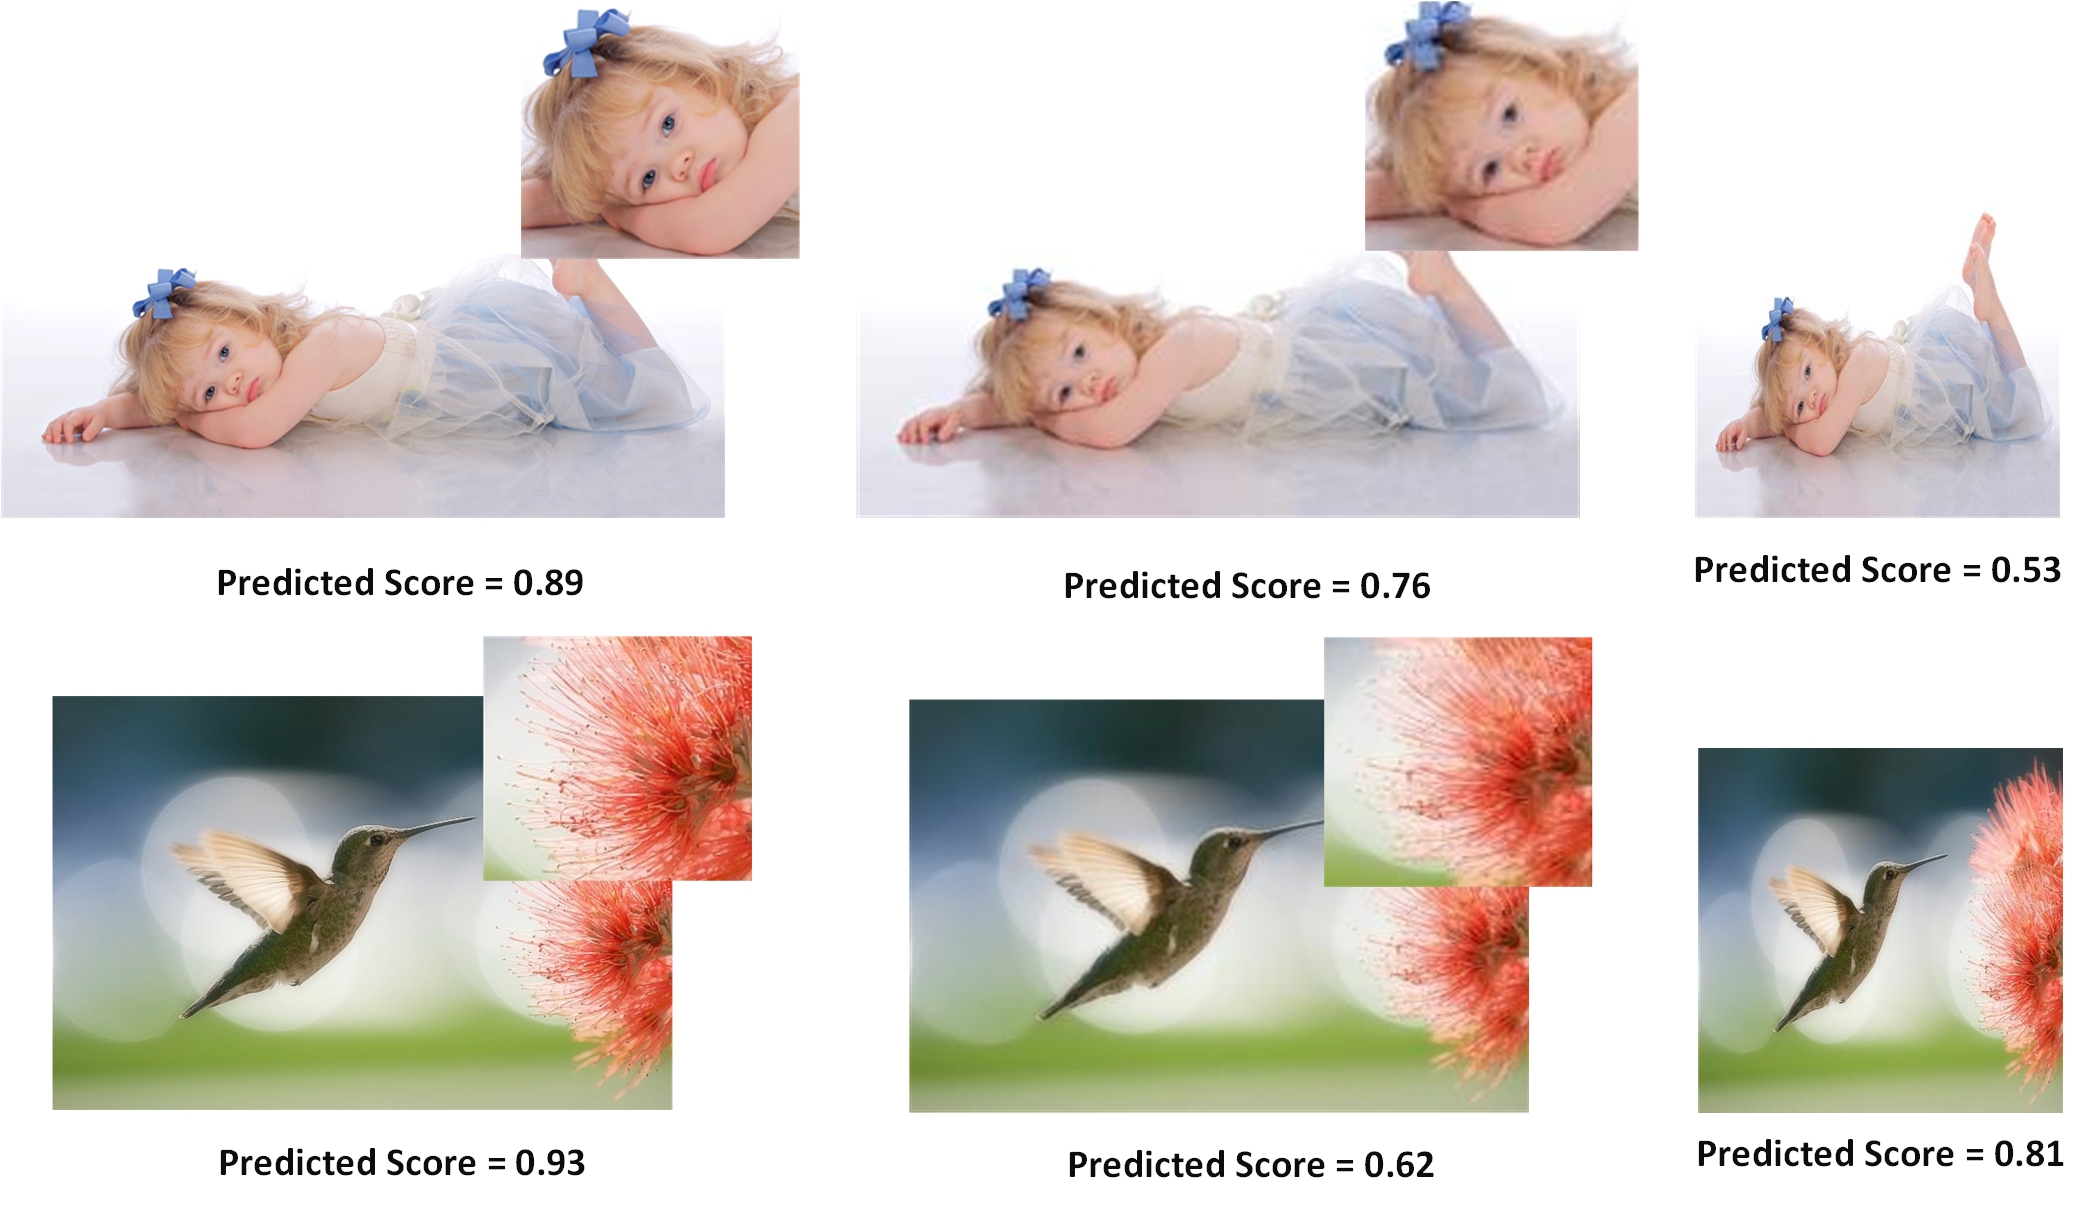 Predicted Score = 0.89
Predicted Score = 0.76
Predicted Score = 0.53
Predicted Score = 0.93
Predicted Score = 0.62
Predicted Score = 0.81